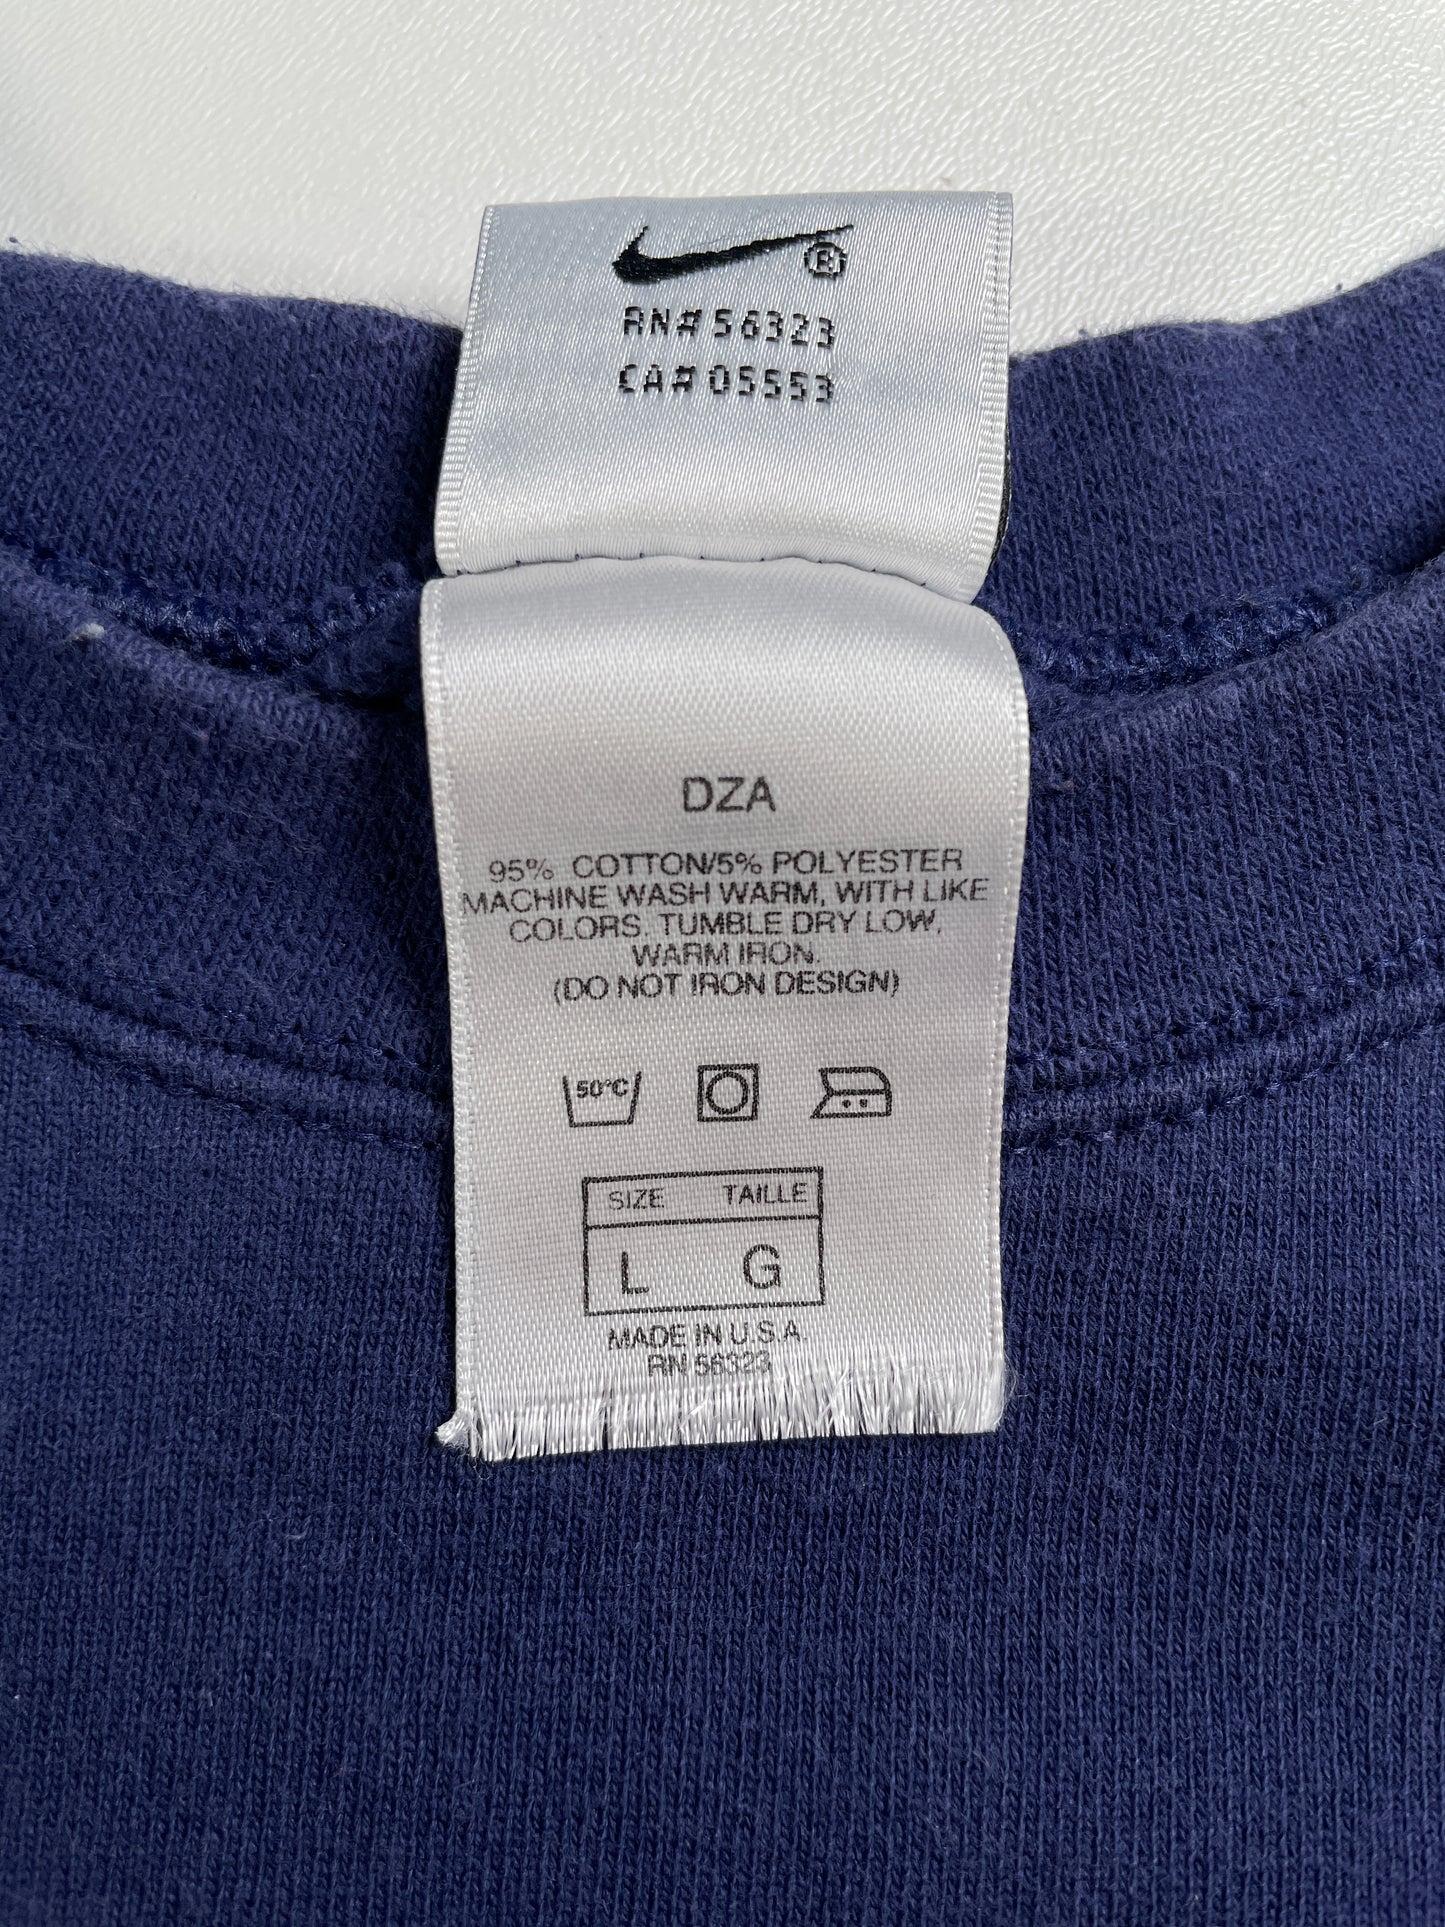 ®
RN# 56323
CA# 05553
DZA
95% COTTON/5% POLYESTER
MACHINE WASH WARM, WITH LIKE
COLORS. TUMBLE DRY LOW,
WARM IRON.
(DO NOT IRON DESIGN)
50°C
SIZE TAILLE
L G
MADE IN U.S.A.
RN 56323